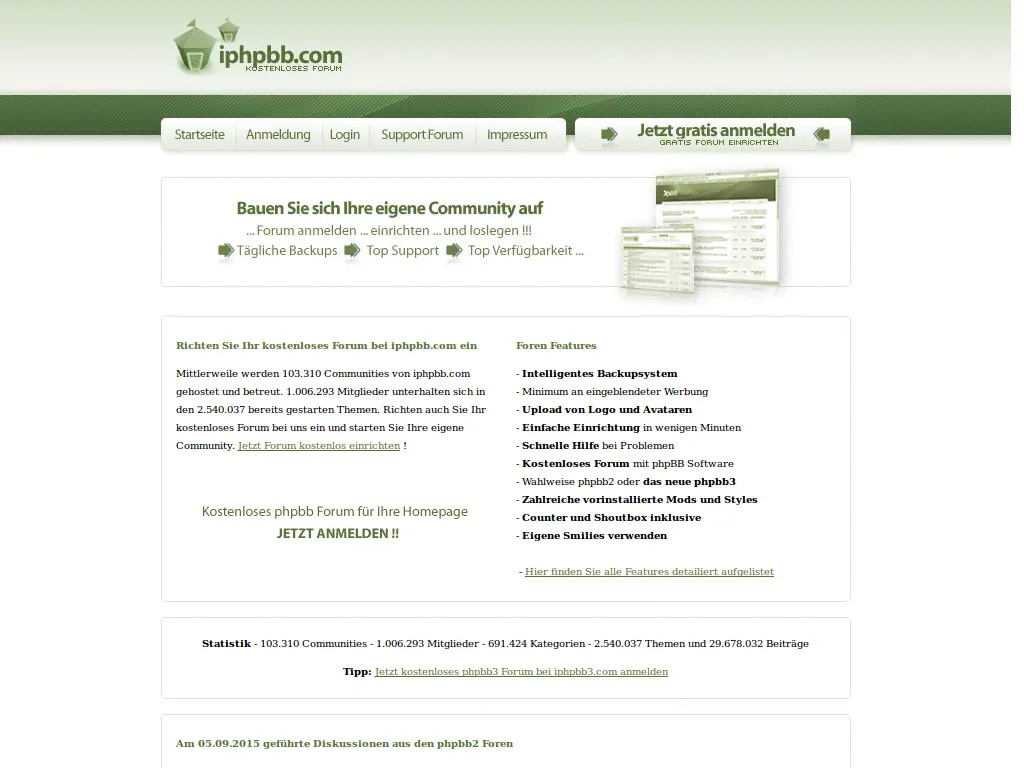 iphpbb.com
KOSTENLOSES FORUM
Startseite Anmeldung Login Support Forum Impressum
Jetzt gratis anmelden
GRATIS FORUM EINRICHTEN
Bauen Sie sich Ihre eigene Community auf
... Forum anmelden ... einrichten ... und loslegen !!!
Tägliche Backups Top Support Top Verfügbarkeit ...
Richten Sie Ihr kostenloses Forum bei iphpbb.com ein
Mittlerweile werden 103.310 Communities von iphpbb.com
gehostet und betreut. 1.006.293 Mitglieder unterhalten sich in
den 2.540.037 bereits gestarten Themen. Richten auch Sie Ihr
kostenloses Forum bei uns ein und starten Sie Ihre eigene
Community. Jetzt Forum kostenlos einrichten !
Kostenloses phpbb Forum für Ihre Homepage
JETZT ANMELDEN !!
Foren Features
- Intelligentes Backupsystem
- Minimum an eingeblendeter Werbung
- Upload von Logo und Avataren
- Einfache Einrichtung in wenigen Minuten
- Schnelle Hilfe bei Problemen
- Kostenloses Forum mit phpBB Software
- Wahlweise phpbb2 oder das neue phpbb3
- Zahlreiche vorinstallierte Mods und Styles
- Counter und Shoutbox inklusive
- Eigene Smilies verwenden
- Hier finden Sie alle Features detailiert aufgelistet
Statistik - 103.310 Communities - 1.006.293 Mitglieder - 691.424 Kategorien - 2.540.037 Themen und 29.678.032 Beiträge
Tipp: Jetzt kostenloses phpbb3 Forum bei iphpbb3.com anmelden
Am 05.09.2015 geführte Diskussionen aus den phpbb2 Foren